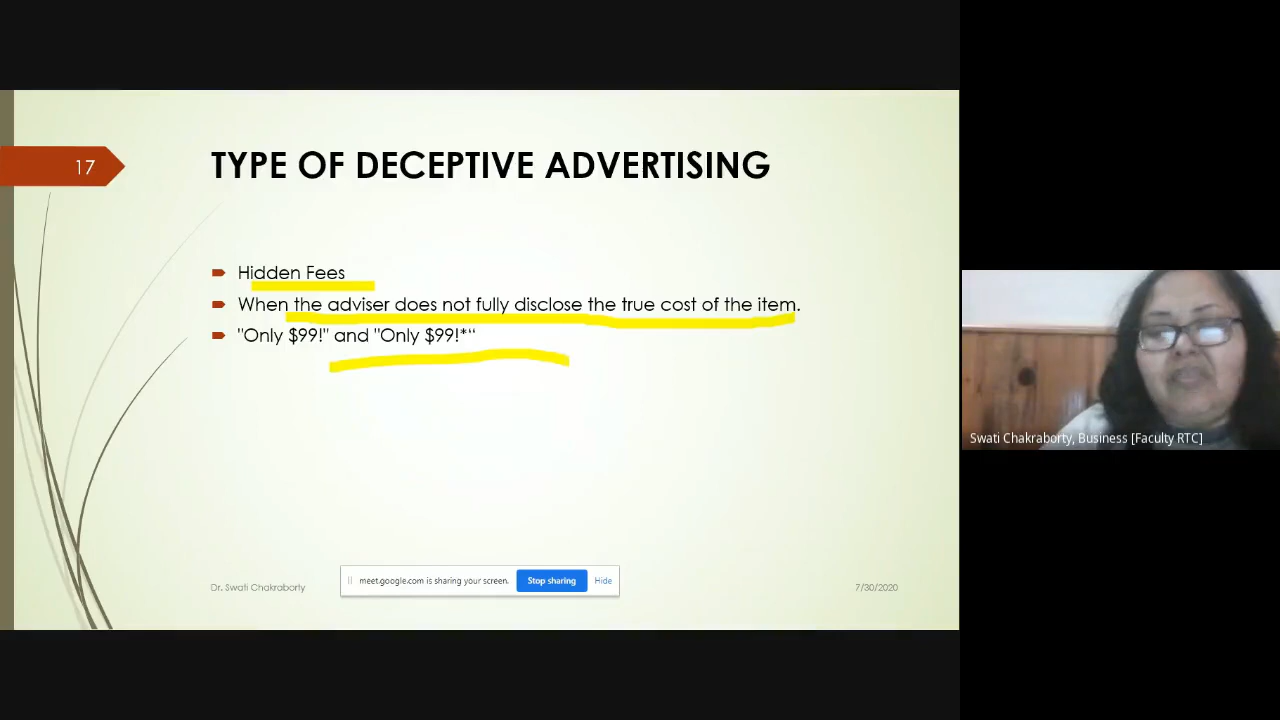 17
TYPE OF DECEPTIVE ADVERTISING
Hidden Fees
When the adviser does not fully disclose the true cost of the item.
"Only $99!" and "Only $99!*“
Swati Chakraborty, Business [Faculty RTC]
meet.google.com is sharing your screen. Stop sharing Hide
Dr. Swati Chakraborty 7/30/2020